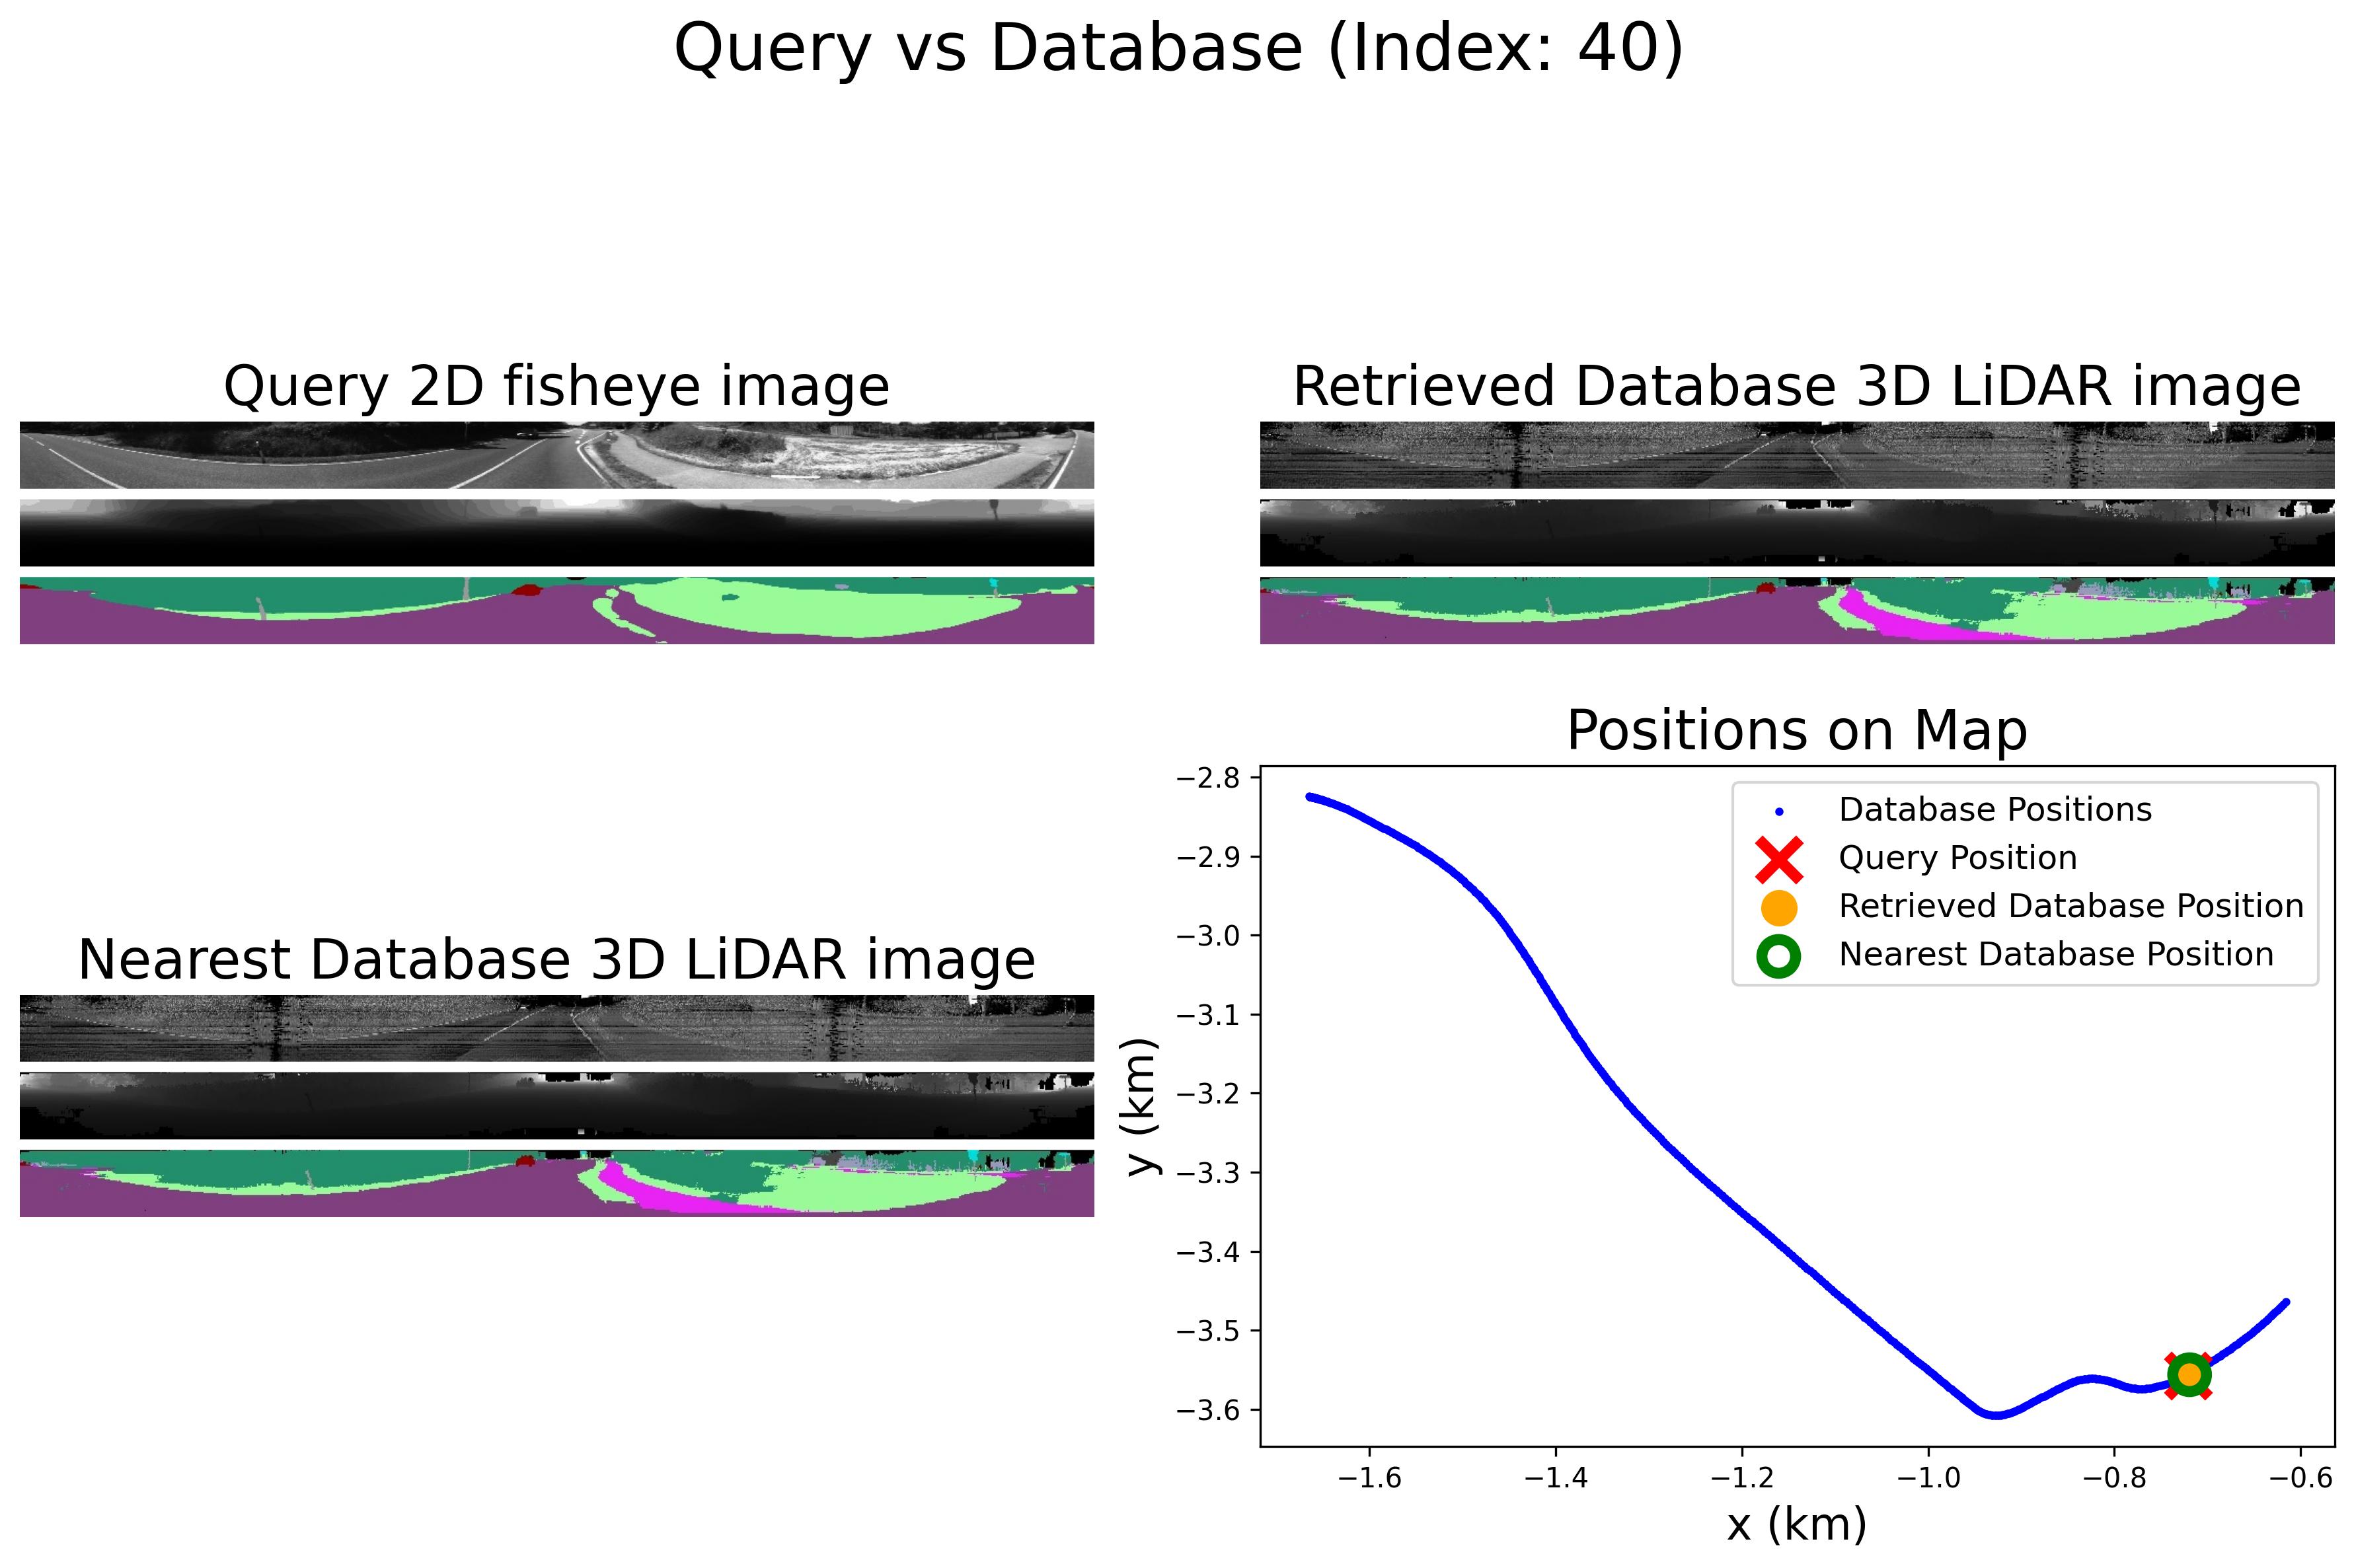 Query vs Database (Index: 40)
Query 2D fisheye image
Retrieved Database 3D LiDAR image
Nearest Database 3D LiDAR image
Positions on Map
Database Positions
Query Position
Retrieved Database Position
Nearest Database Position
−2.8
−2.9
−3.0
−3.1
−3.2
−3.3
−3.4
−3.5
−3.6
y (km)
−1.6 −1.4 −1.2 −1.0 −0.8 −0.6
x (km)